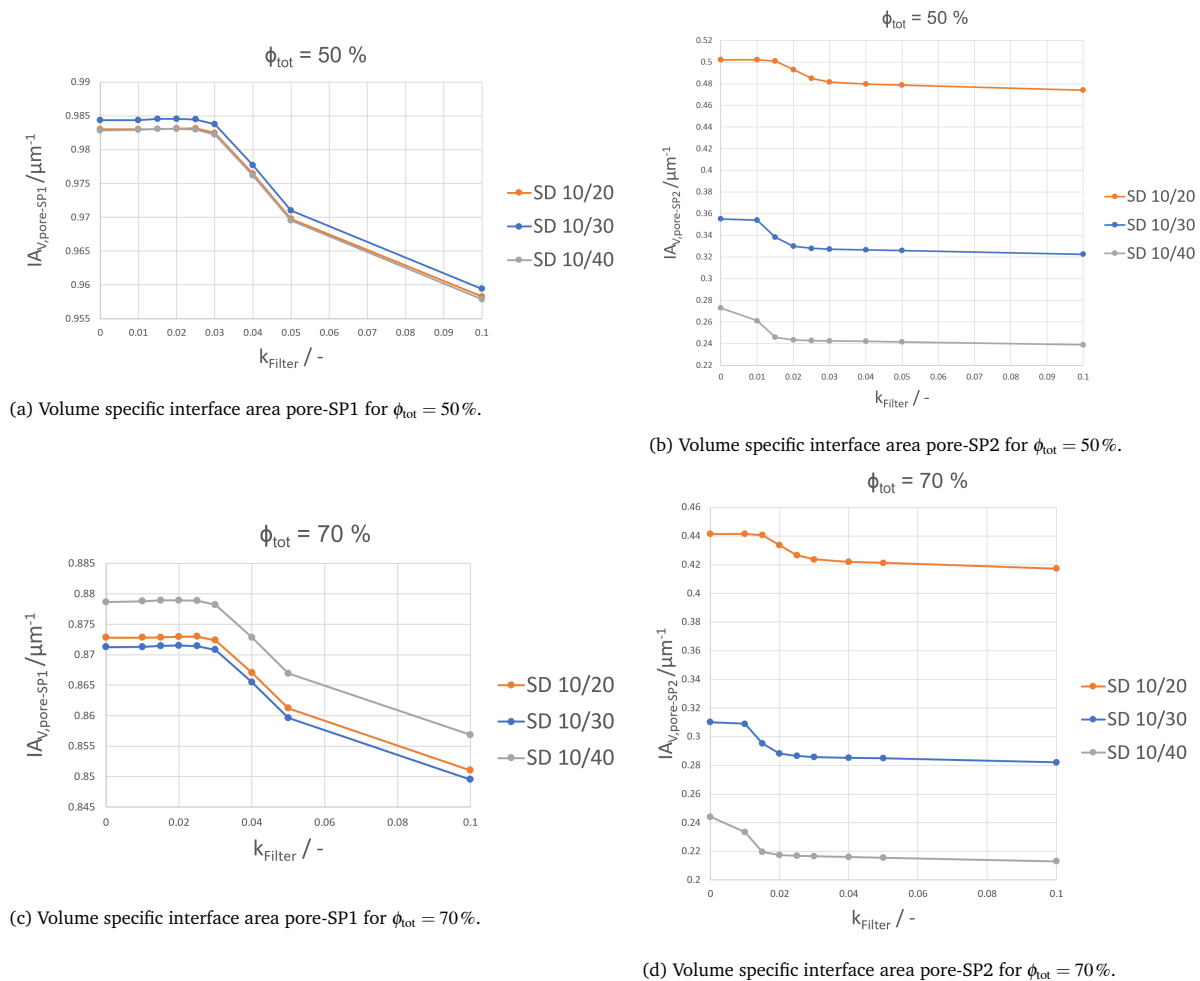 ϕtot = 50 %
IAV,pore-SP1 /µm-1
0.99
0.985
0.98
0.975
0.97
0.965
0.96
0.955
0 0.01 0.02 0.03 0.04 0.05 0.06 0.07 0.08 0.09 0.1
kFilter / -
SD 10/20
SD 10/30
SD 10/40
(a) Volume specific interface area pore-SP1 for ϕtot = 50%.
ϕtot = 50 %
IAV,pore-SP2 /µm-1
0.52
0.5
0.48
0.46
0.44
0.42
0.4
0.38
0.36
0.34
0.32
0.3
0.28
0.26
0.24
0.22
0 0.01 0.02 0.03 0.04 0.05 0.06 0.07 0.08 0.09 0.1
kFilter / -
SD 10/20
SD 10/30
SD 10/40
(b) Volume specific interface area pore-SP2 for ϕtot = 50%.
ϕtot = 70 %
IAV,pore-SP1 /µm-1
0.885
0.88
0.875
0.87
0.865
0.86
0.855
0.85
0.845
0 0.02 0.04 0.06 0.08 0.1
kFilter / -
SD 10/20
SD 10/30
SD 10/40
(c) Volume specific interface area pore-SP1 for ϕtot = 70%.
ϕtot = 70 %
IAV,pore-SP2 /µm-1
0.46
0.44
0.42
0.4
0.38
0.36
0.34
0.32
0.3
0.28
0.26
0.24
0.22
0.2
0 0.02 0.04 0.06 0.08 0.1
kFilter / -
SD 10/20
SD 10/30
SD 10/40
(d) Volume specific interface area pore-SP2 for ϕtot = 70%.